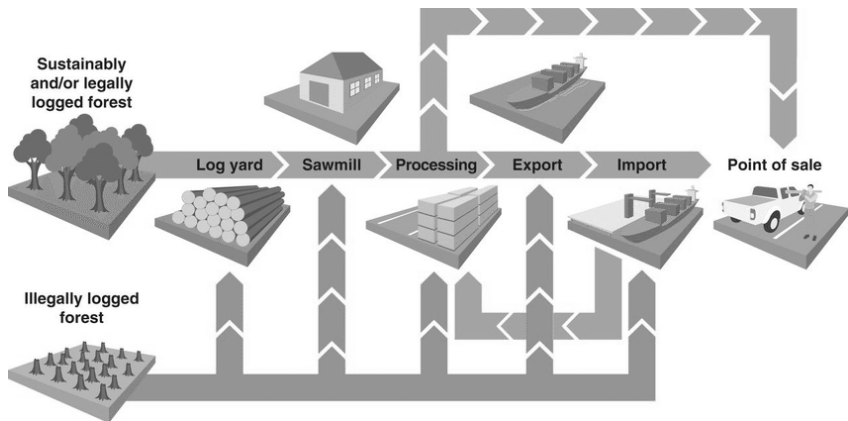 Sustainably
and/or legally
logged forest
Log yard
Sawmill
Processing
Export
Import
Point of sale
Illegally logged
forest